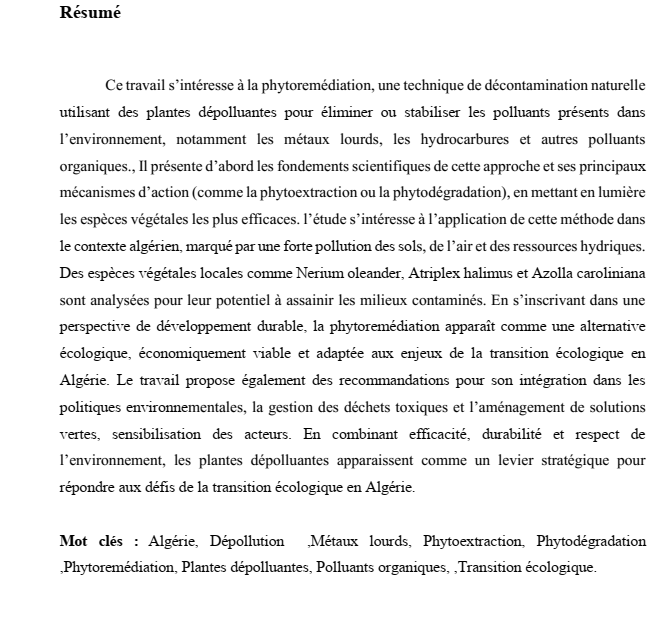 Résumé
Ce travail s’intéresse à la phytoremédiation, une technique de décontamination naturelle
utilisant des plantes dépolluantes pour éliminer ou stabiliser les polluants présents dans
l’environnement, notamment les métaux lourds, les hydrocarbures et autres polluants
organiques., Il présente d’abord les fondements scientifiques de cette approche et ses principaux
mécanismes d’action (comme la phytoextraction ou la phytodégradation), en mettant en lumière
les espèces végétales les plus efficaces. l’étude s’intéresse à l’application de cette méthode dans
le contexte algérien, marqué par une forte pollution des sols, de l’air et des ressources hydriques.
Des espèces végétales locales comme Nerium oleander, Atriplex halimus et Azolla caroliniana
sont analysées pour leur potentiel à assainir les milieux contaminés. En s’inscrivant dans une
perspective de développement durable, la phytoremédiation apparaît comme une alternative
écologique, économiquement viable et adaptée aux enjeux de la transition écologique en
Algérie. Le travail propose également des recommandations pour son intégration dans les
politiques environnementales, la gestion des déchets toxiques et l’aménagement de solutions
vertes, sensibilisation des acteurs. En combinant efficacité, durabilité et respect de
l’environnement, les plantes dépolluantes apparaissent comme un levier stratégique pour
répondre aux défis de la transition écologique en Algérie.
Mot clés : Algérie, Dépollution ,Métaux lourds, Phytoextraction, Phytodégradation
,Phytoremédiation, Plantes dépolluantes, Polluants organiques, ,Transition écologique.